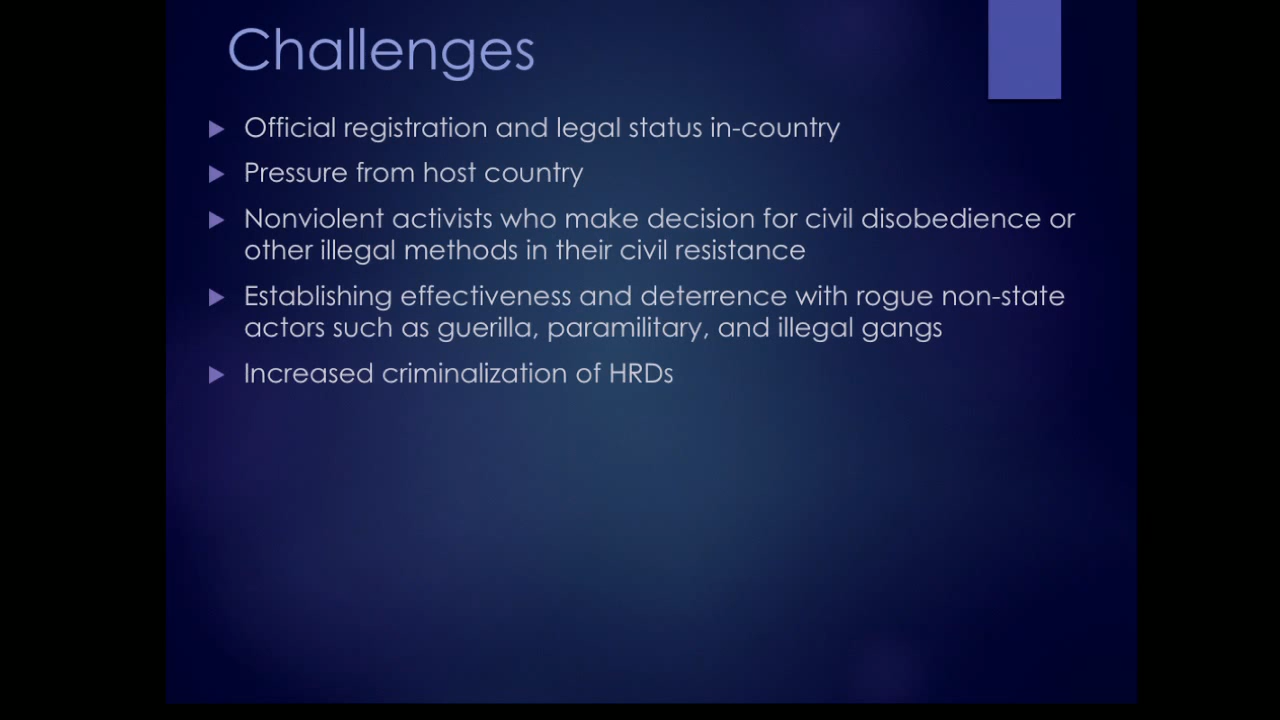 Challenges
Official registration and legal status in-country
Pressure from host country
Nonviolent activists who make decision for civil disobedience or
other illegal methods in their civil resistance
Establishing effectiveness and deterrence with rogue non-state
actors such as guerilla, paramilitary, and illegal gangs
Increased criminalization of HRDs